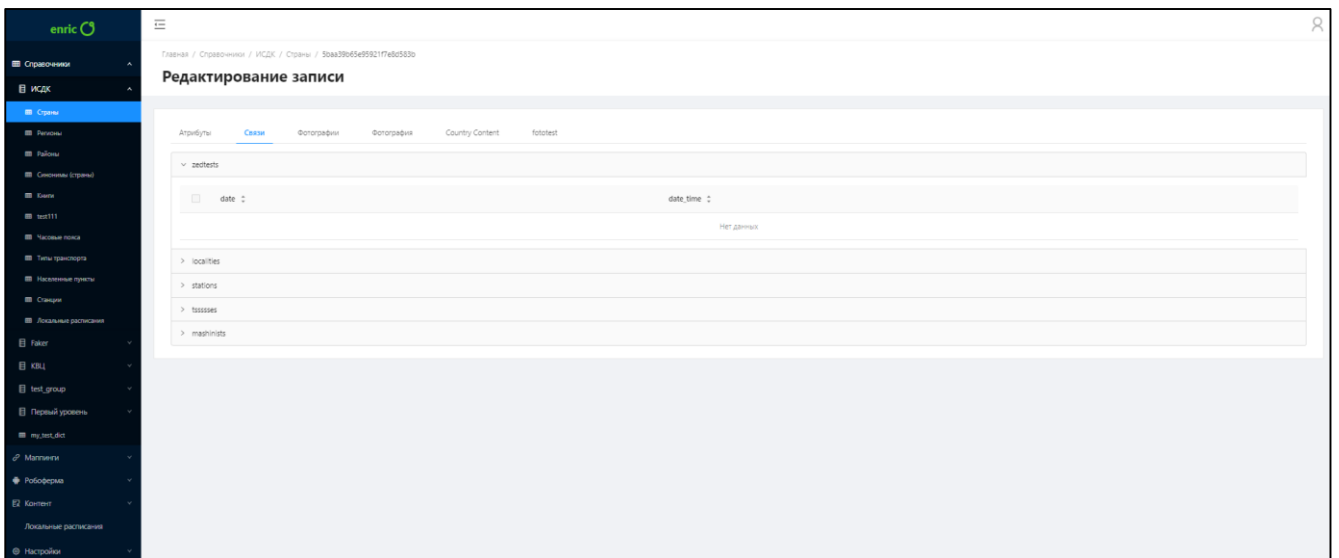 enric
Справочники
ИСДК
Страны
Регионы
Районы
Синонимы (страны)
Книги
test111
Часовые пояса
Типы транспорта
Населенные пункты
Станции
Локальные расписания
Faker
КВЦ
test_group
Первый уровень
my_test_dict
Маппинги
Робоферма
Контент
Локальные расписания
Настройки
Главная / Справочники / ИСДК / Страны / 5baa39b65e95921f7e8d583b
Редактирование записи
Атрибуты Связи Фотографии Фотография Country Content fototest
zedtests
date date_time
Нет данных
localities
stations
tssssses
mashinists